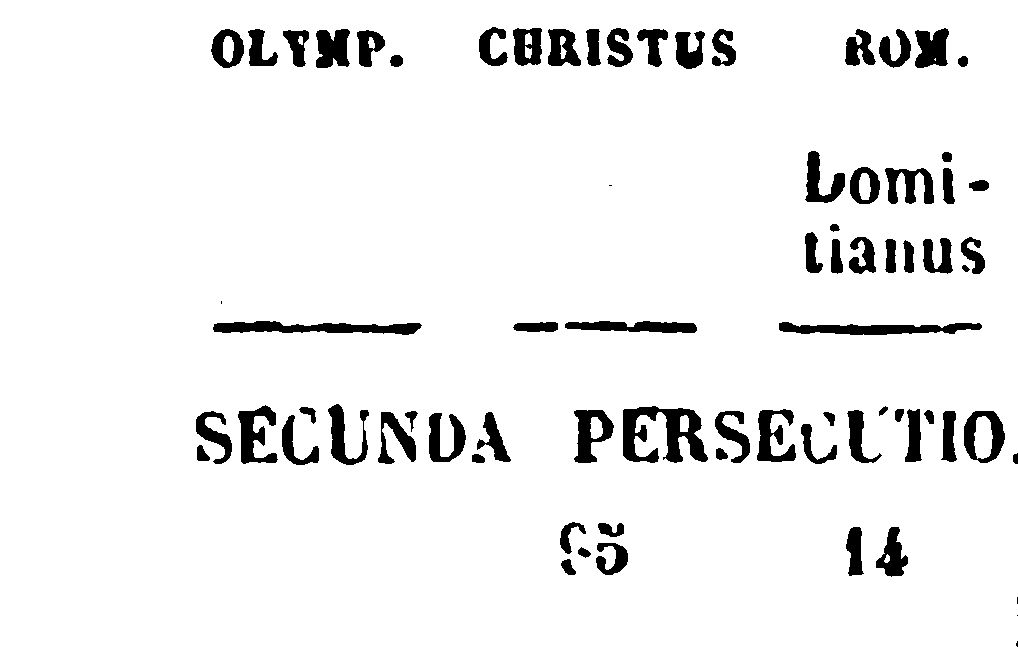 OLYMP. CHRISTUS ROM.
Domi-
tianus
SECUNDA PERSECUTIO.
95 14